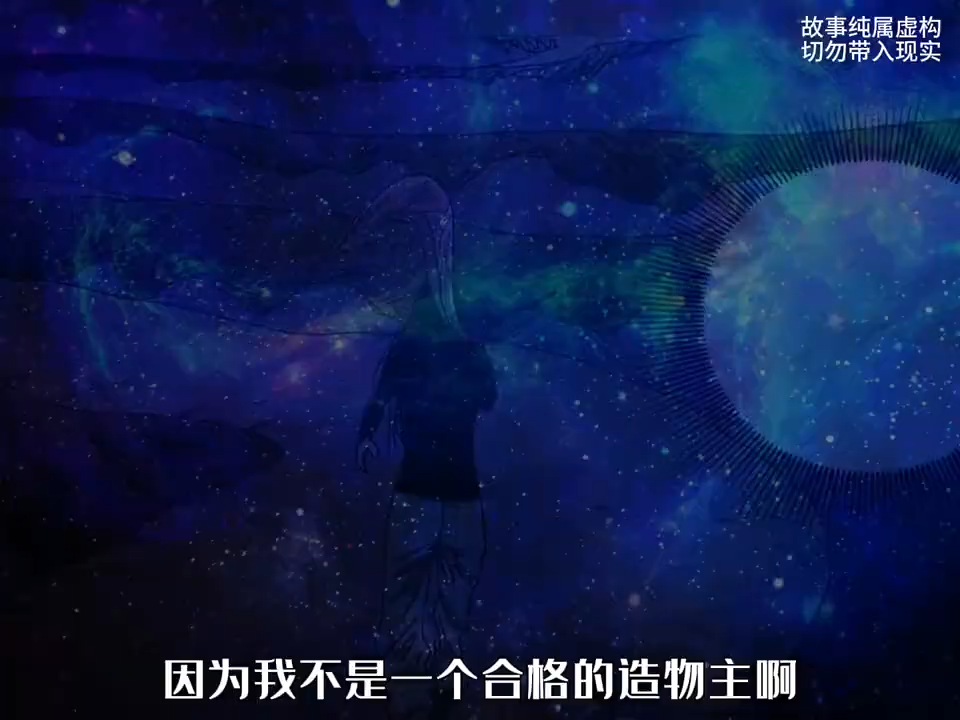 故事纯属虚构
切勿带入现实
因为我不是一个合格的造物主啊